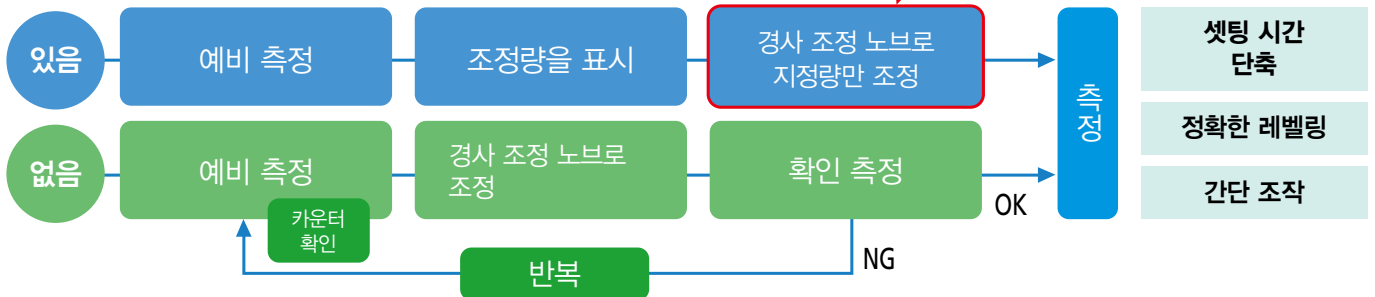 있음
예비 측정
조정량을 표시
경사 조정 노브로
지정량만 조정
없음
예비 측정
경사 조정 노브로
조정
확인 측정
OK
카운터
확인
반복
NG
측정
셋팅 시간
단축
정확한 레벨링
간단 조작